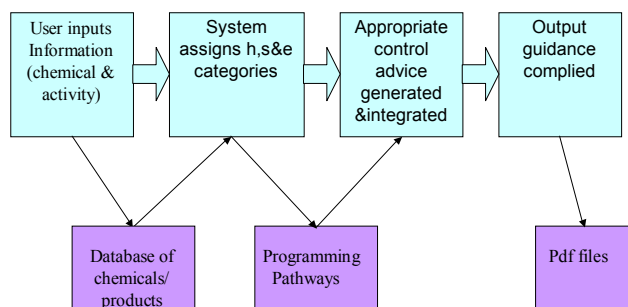 User inputs
Information
(chemical &
activity)
System
assigns h,s&e
categories
Appropriate
control
advice
generated
&integrated
Output
guidance
complied
Database of
chemicals/
products
Programming
Pathways
Pdf files